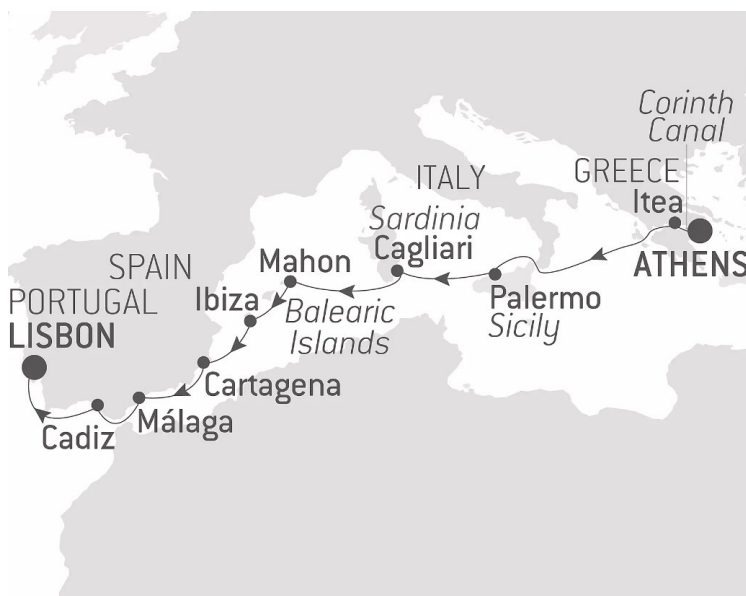 Corinth
Canal
GREECE
Itea
ATHENS
ITALY
Sardinia
Cagliari
Palermo
Sicily
Mahon
Balearic
Islands
Ibiza
SPAIN
PORTUGAL
LISBON
Cartagena
Málaga
Cadiz